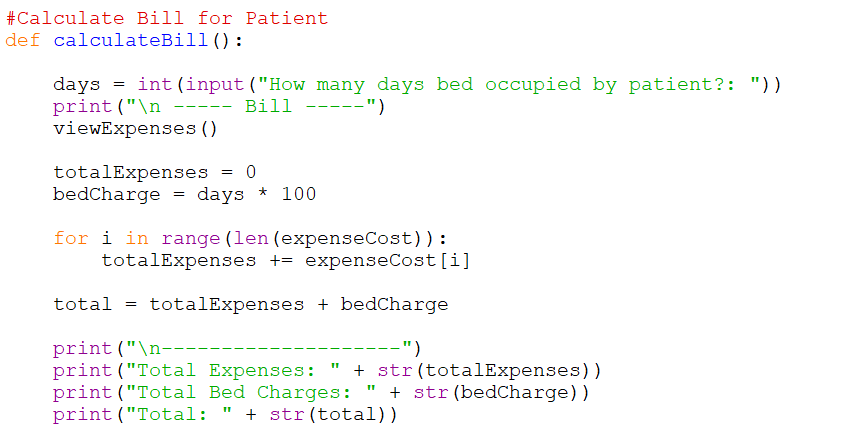 #Calculate Bill for Patient
def calculateBill():
    days = int(input("How many days bed occupied by patient?: "))
    print("\n ----- Bill -----")
    viewExpenses()
    totalExpenses = 0
    bedCharge = days * 100
    for i in range(len(expenseCost)):
        totalExpenses += expenseCost[i]
    total = totalExpenses + bedCharge
    print("\n--------------------")
    print("Total Expenses: " + str(totalExpenses))
    print("Total Bed Charges: " + str(bedCharge))
    print("Total: " + str(total))